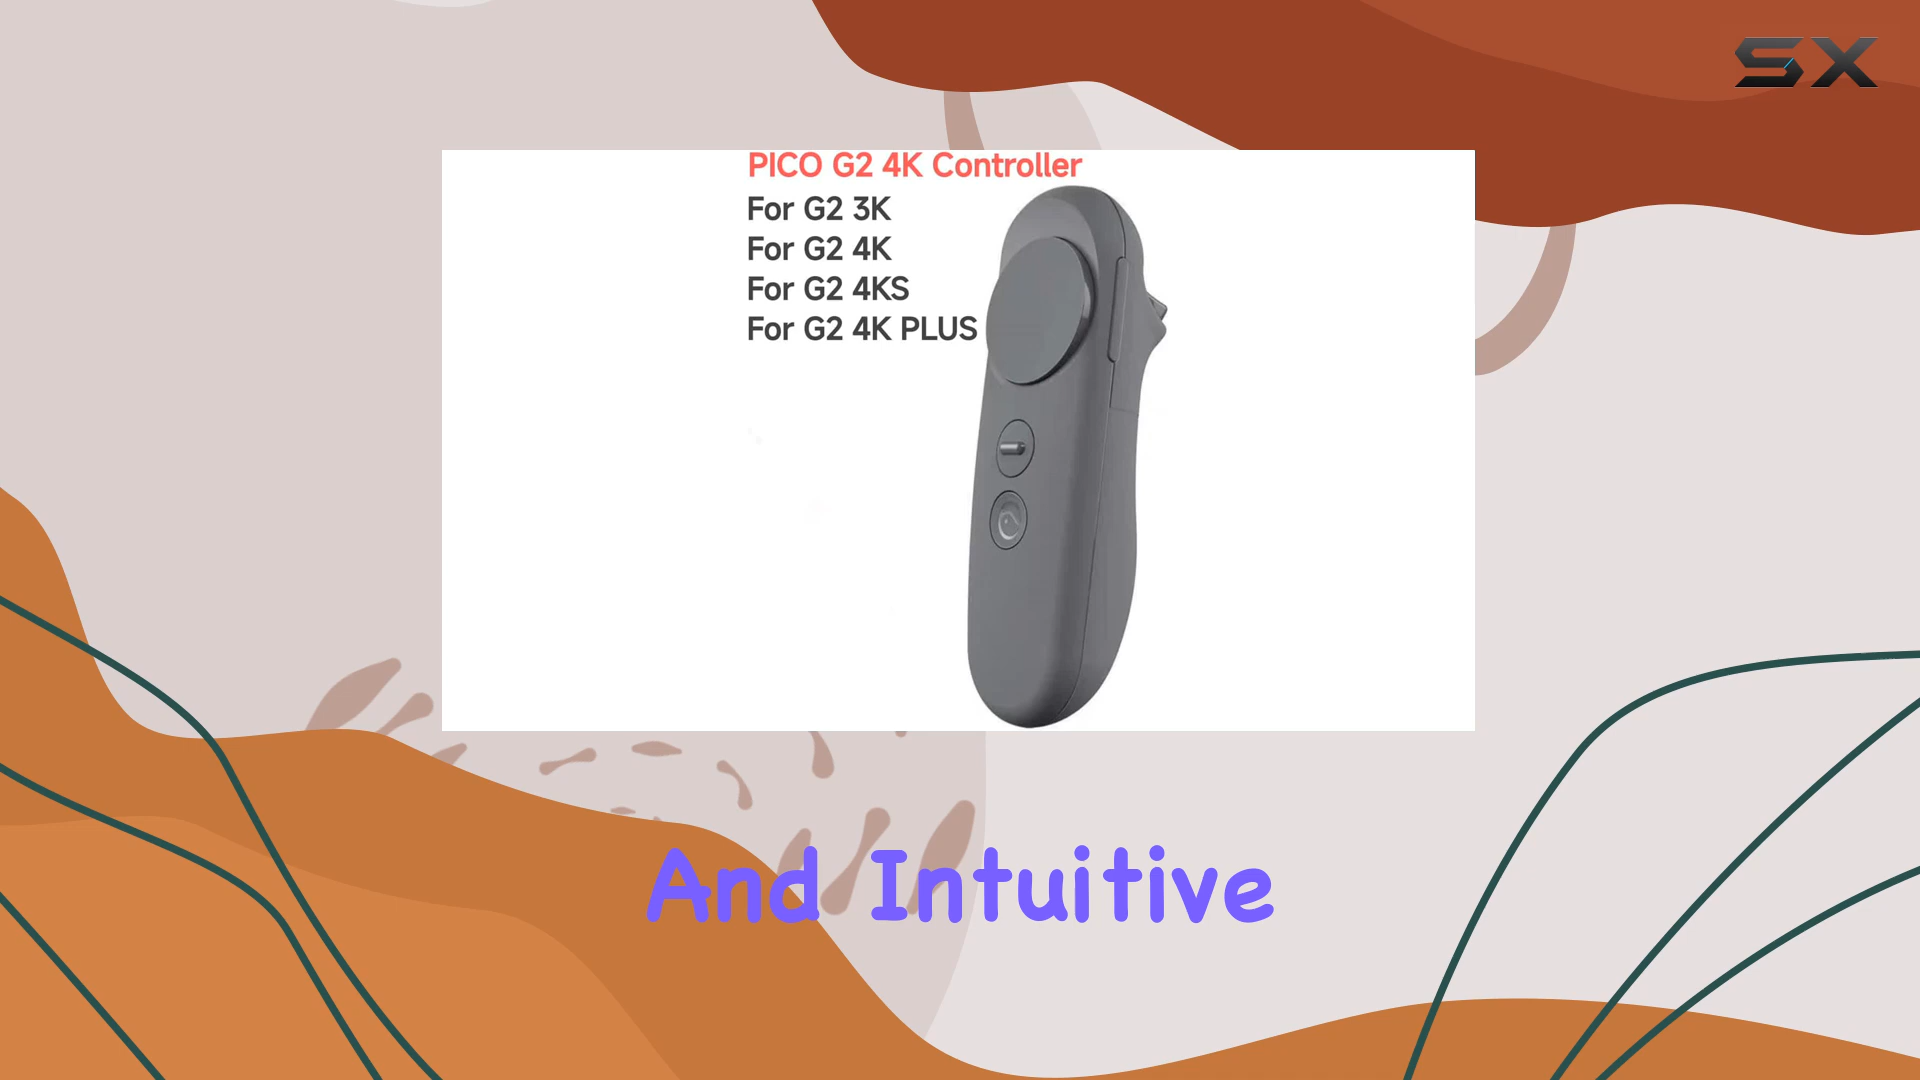 SX
PICO G2 4K Controller
For G2 3K
For G2 4K
For G2 4KS
For G2 4K PLUS
And Intuitive